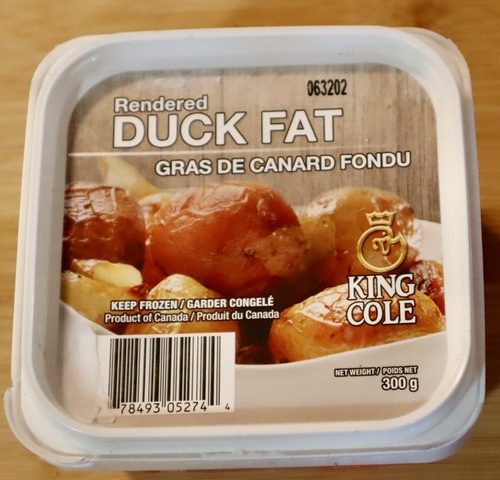 063202
Rendered
DUCK FAT
GRAS DE CANARD FONDU
KING
COLE
KEEP FROZEN / GARDER CONGELÉ
Product of Canada / Produit du Canada
NET WEIGHT / POIDS NET
300 g
78493 05274 4